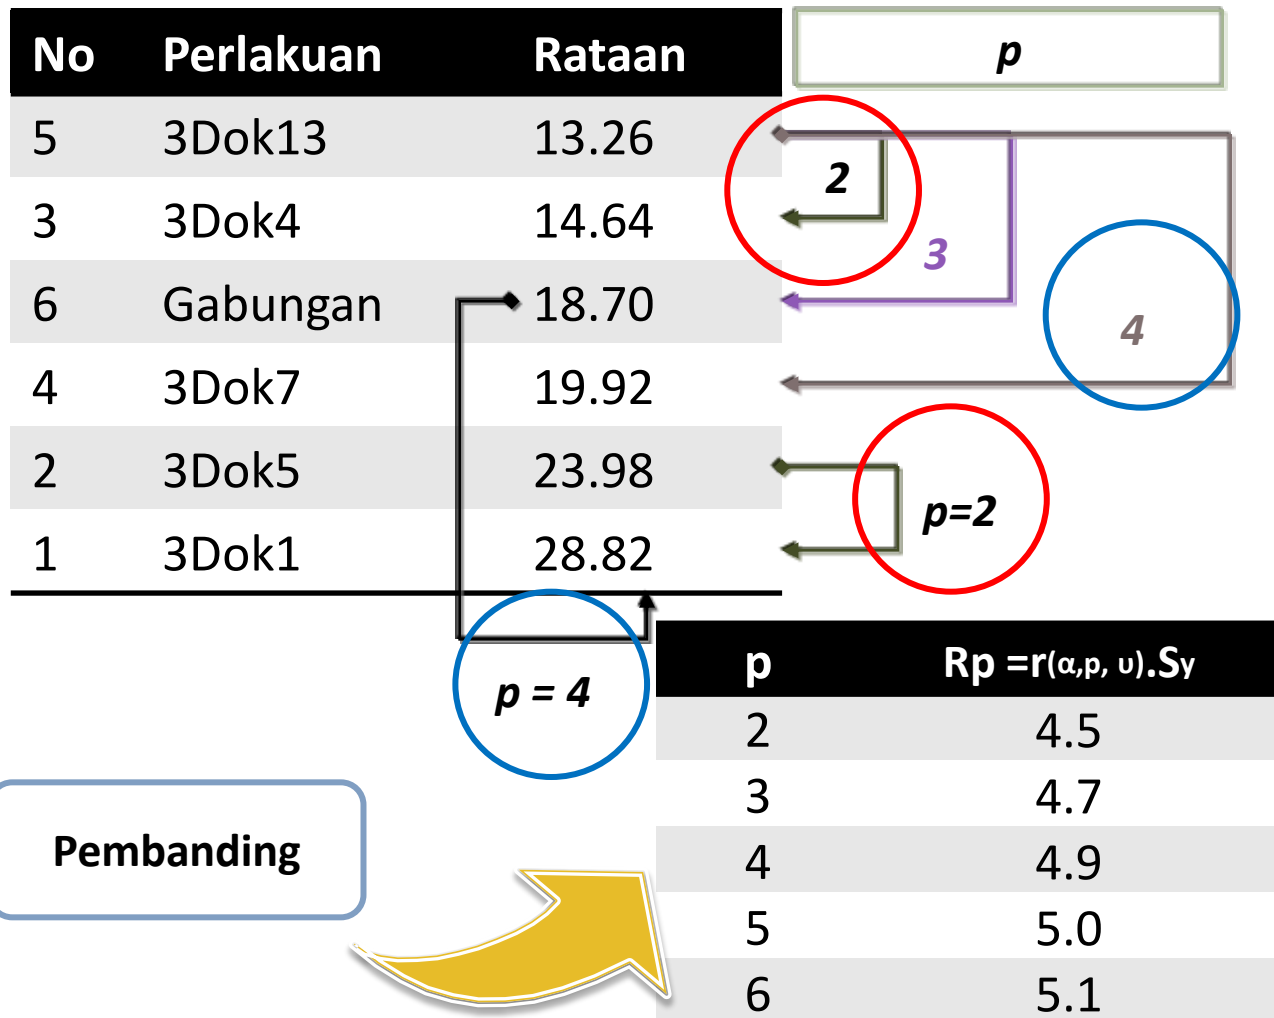 No Perlakuan Rataan
p
5 3Dok13 13.26
2
3 3Dok4 14.64
3
6 Gabungan 18.70
4
4 3Dok7 19.92
2 3Dok5 23.98
p=2
1 3Dok1 28.82
p = 4
p Rp =r(α,p, υ).Sy
2 4.5
3 4.7
4 4.9
5 5.0
6 5.1
Pembanding